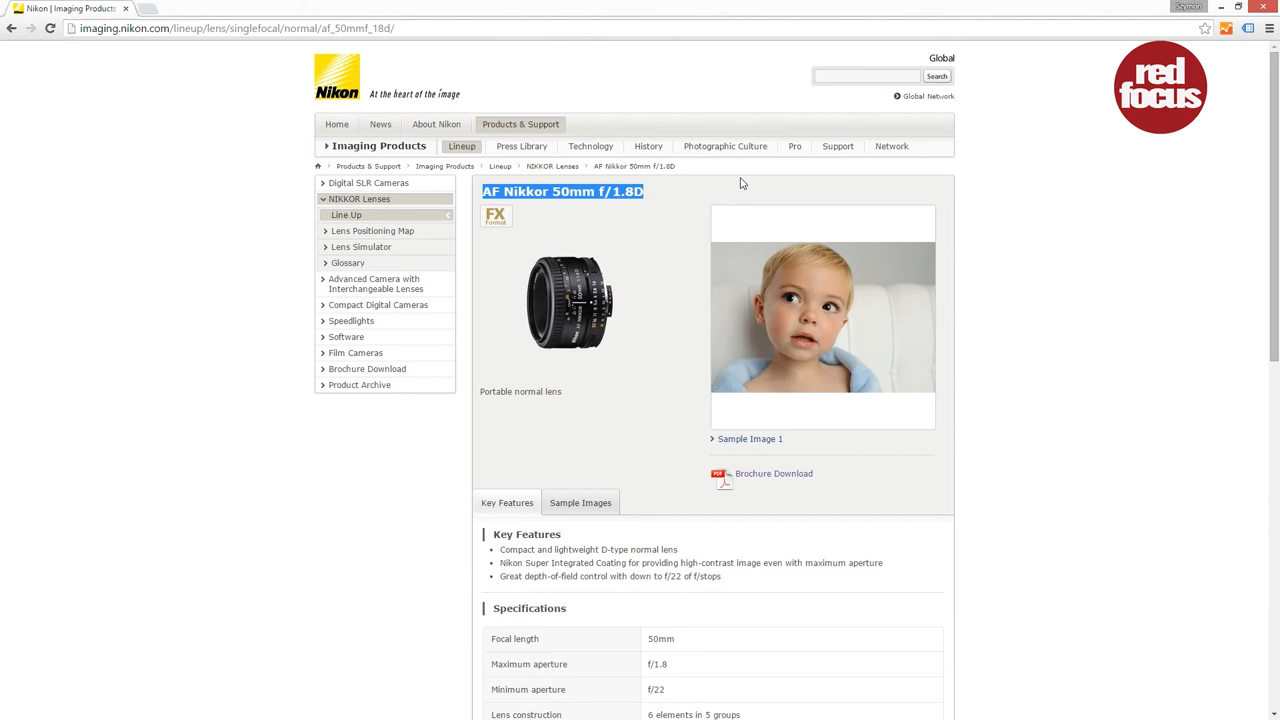 Nikon | Imaging Products
Szymon
imaging.nikon.com/lineup/lens/singlefocal/normal/af_50mmf_18d/
red
focus
Nikon
At the heart of the image
Global
Search
Global Network
Home News About Nikon Products & Support
Imaging Products Lineup Press Library Technology History Photographic Culture Pro Support Network
Products & Support Imaging Products Lineup NIKKOR Lenses AF Nikkor 50mm f/1.8D
Digital SLR Cameras
NIKKOR Lenses
Line Up
Lens Positioning Map
Lens Simulator
Glossary
Advanced Camera with
Interchangeable Lenses
Compact Digital Cameras
Speedlights
Software
Film Cameras
Brochure Download
Product Archive
AF Nikkor 50mm f/1.8D
FX
Format
Portable normal lens
Sample Image 1
PDF
Brochure Download
Key Features Sample Images
Key Features
Compact and lightweight D-type normal lens
Nikon Super Integrated Coating for providing high-contrast image even with maximum aperture
Great depth-of-field control with down to f/22 of f/stops
Specifications
Focal length 50mm
Maximum aperture f/1.8
Minimum aperture f/22
Lens construction 6 elements in 5 groups